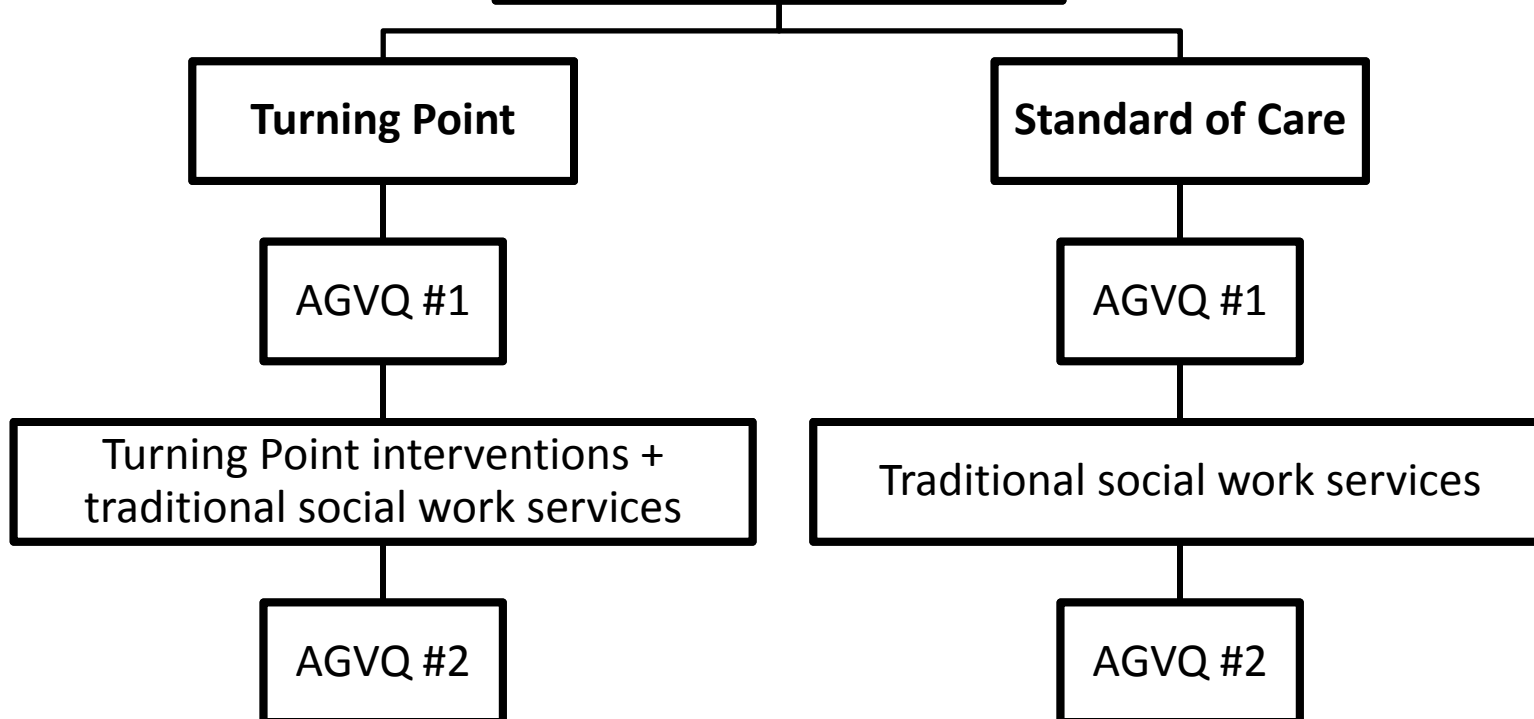 Turning Point
Standard of Care
AGVQ #1
AGVQ #1
Turning Point interventions +
traditional social work services
Traditional social work services
AGVQ #2
AGVQ #2